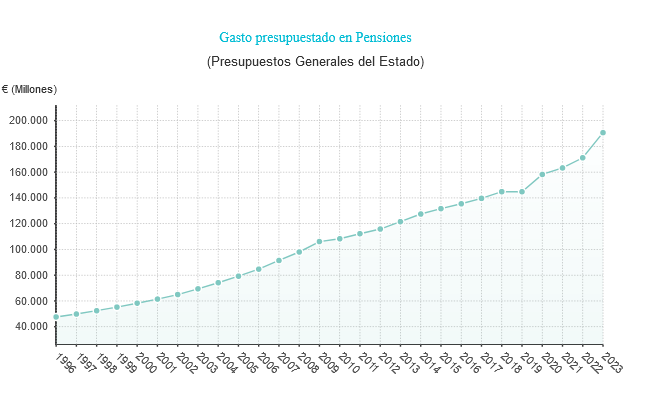 Gasto presupuestado en Pensiones
(Presupuestos Generales del Estado)
€ (Millones)
200.000
180.000
160.000
140.000
120.000
100.000
80.000
60.000
40.000
1996 1997 1998 1999 2000 2001 2002 2003 2004 2005 2006 2007 2008 2009 2010 2011 2012 2013 2014 2015 2016 2017 2018 2019 2020 2021 2022 2023